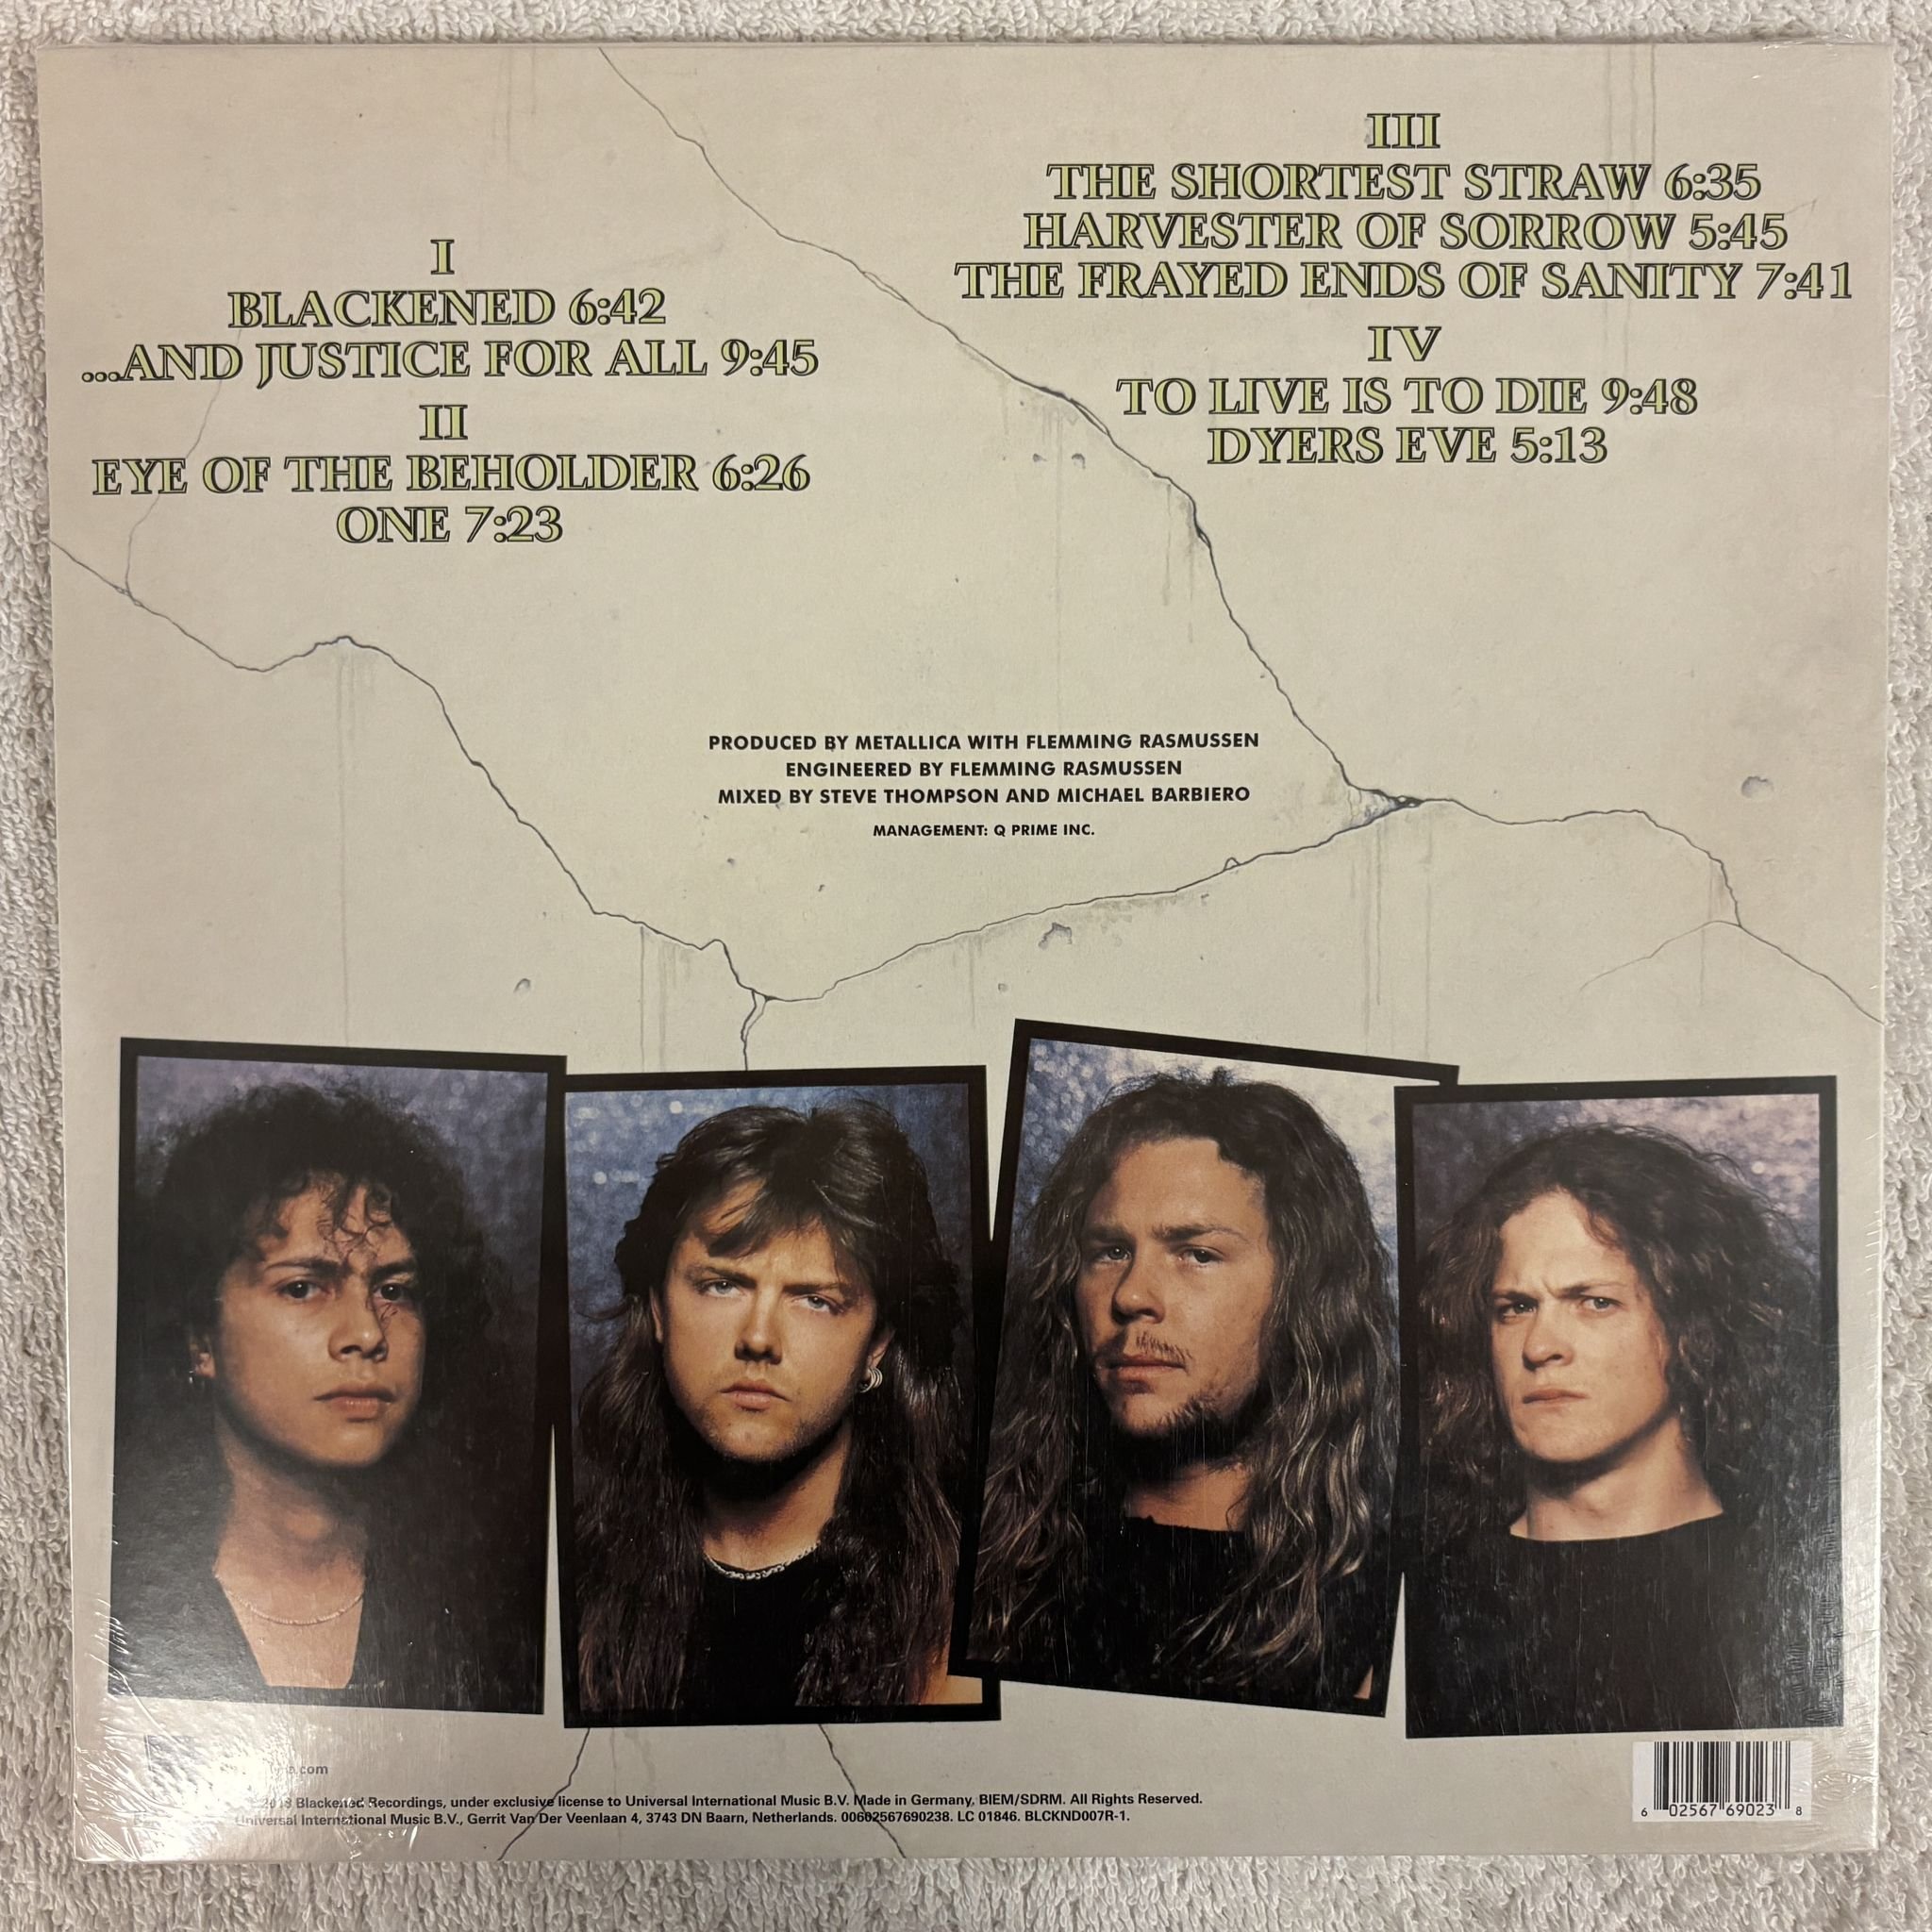 I
BLACKENED 6:42
...AND JUSTICE FOR ALL 9:45
II
EYE OF THE BEHOLDER 6:26
ONE 7:23
III
THE SHORTEST STRAW 6:35
HARVESTER OF SORROW 5:45
THE FRAYED ENDS OF SANITY 7:41
IV
TO LIVE IS TO DIE 9:48
DYERS EVE 5:13
PRODUCED BY METALLICA WITH FLEMMING RASMUSSEN
ENGINEERED BY FLEMMING RASMUSSEN
MIXED BY STEVE THOMPSON AND MICHAEL BARBIERO
MANAGEMENT: Q PRIME INC.
2018 Blackened Recordings, under exclusive license to Universal International Music B.V. Made in Germany, BIEM/SDRM. All Rights Reserved.
Universal International Music B.V., Gerrit Van Der Veenlaan 4, 3743 DN Baarn, Netherlands. 00602567690238. LC 01846. BLCKND007R-1.
6 02567 69023 8